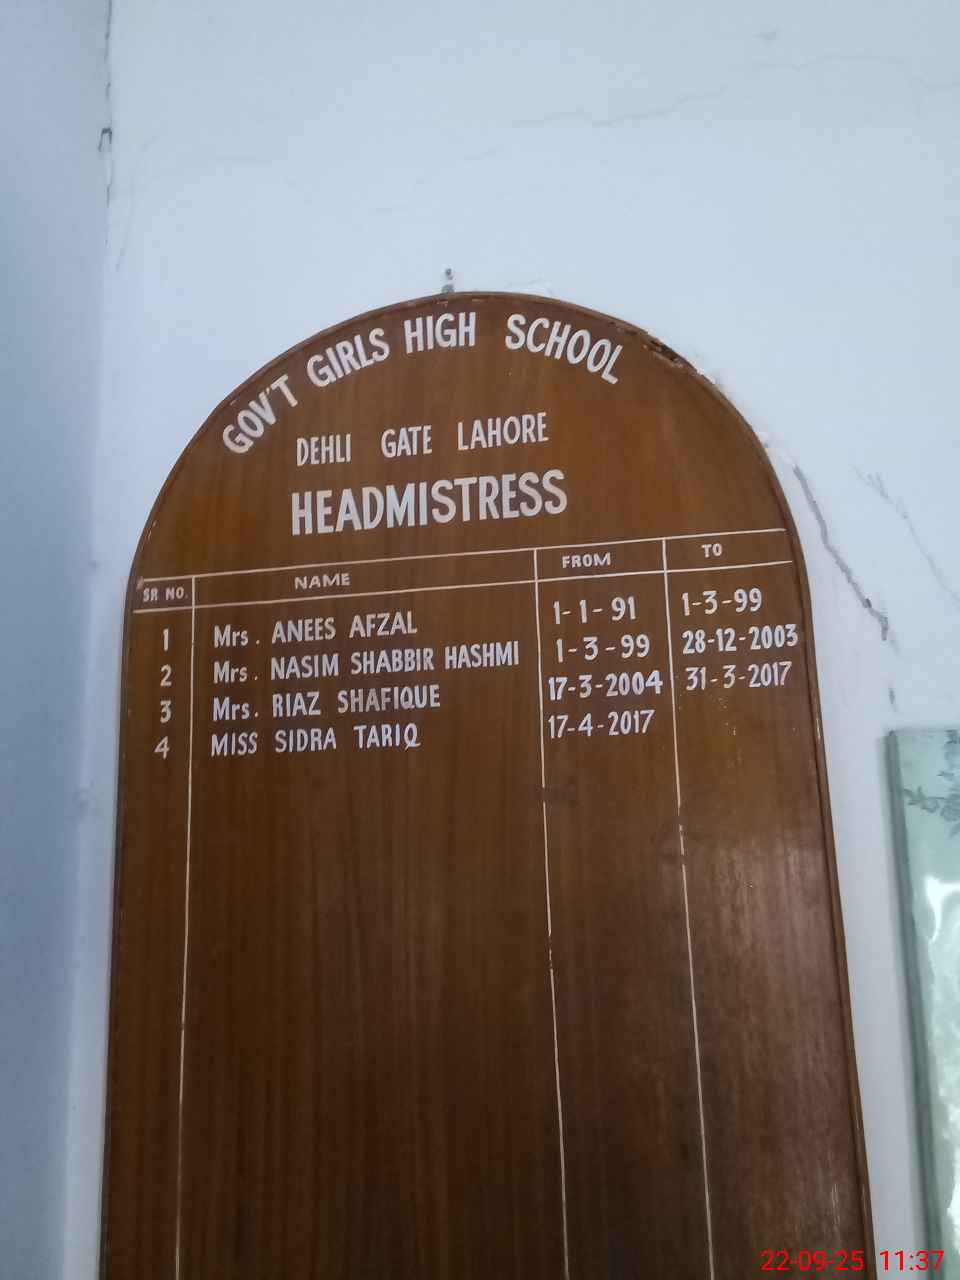 GOV'T GIRLS HIGH SCHOOL
DEHLI GATE LAHORE
HEADMISTRESS
SR NO. NAME FROM TO
1 Mrs. ANEES AFZAL 1-1-91 1-3-99
2 Mrs. NASIM SHABBIR HASHMI 1-3-99 28-12-2003
3 Mrs. RIAZ SHAFIQUE 17-3-2004 31-3-2017
4 MISS SIDRA TARIQ 17-4-2017
22-09-25 11:37